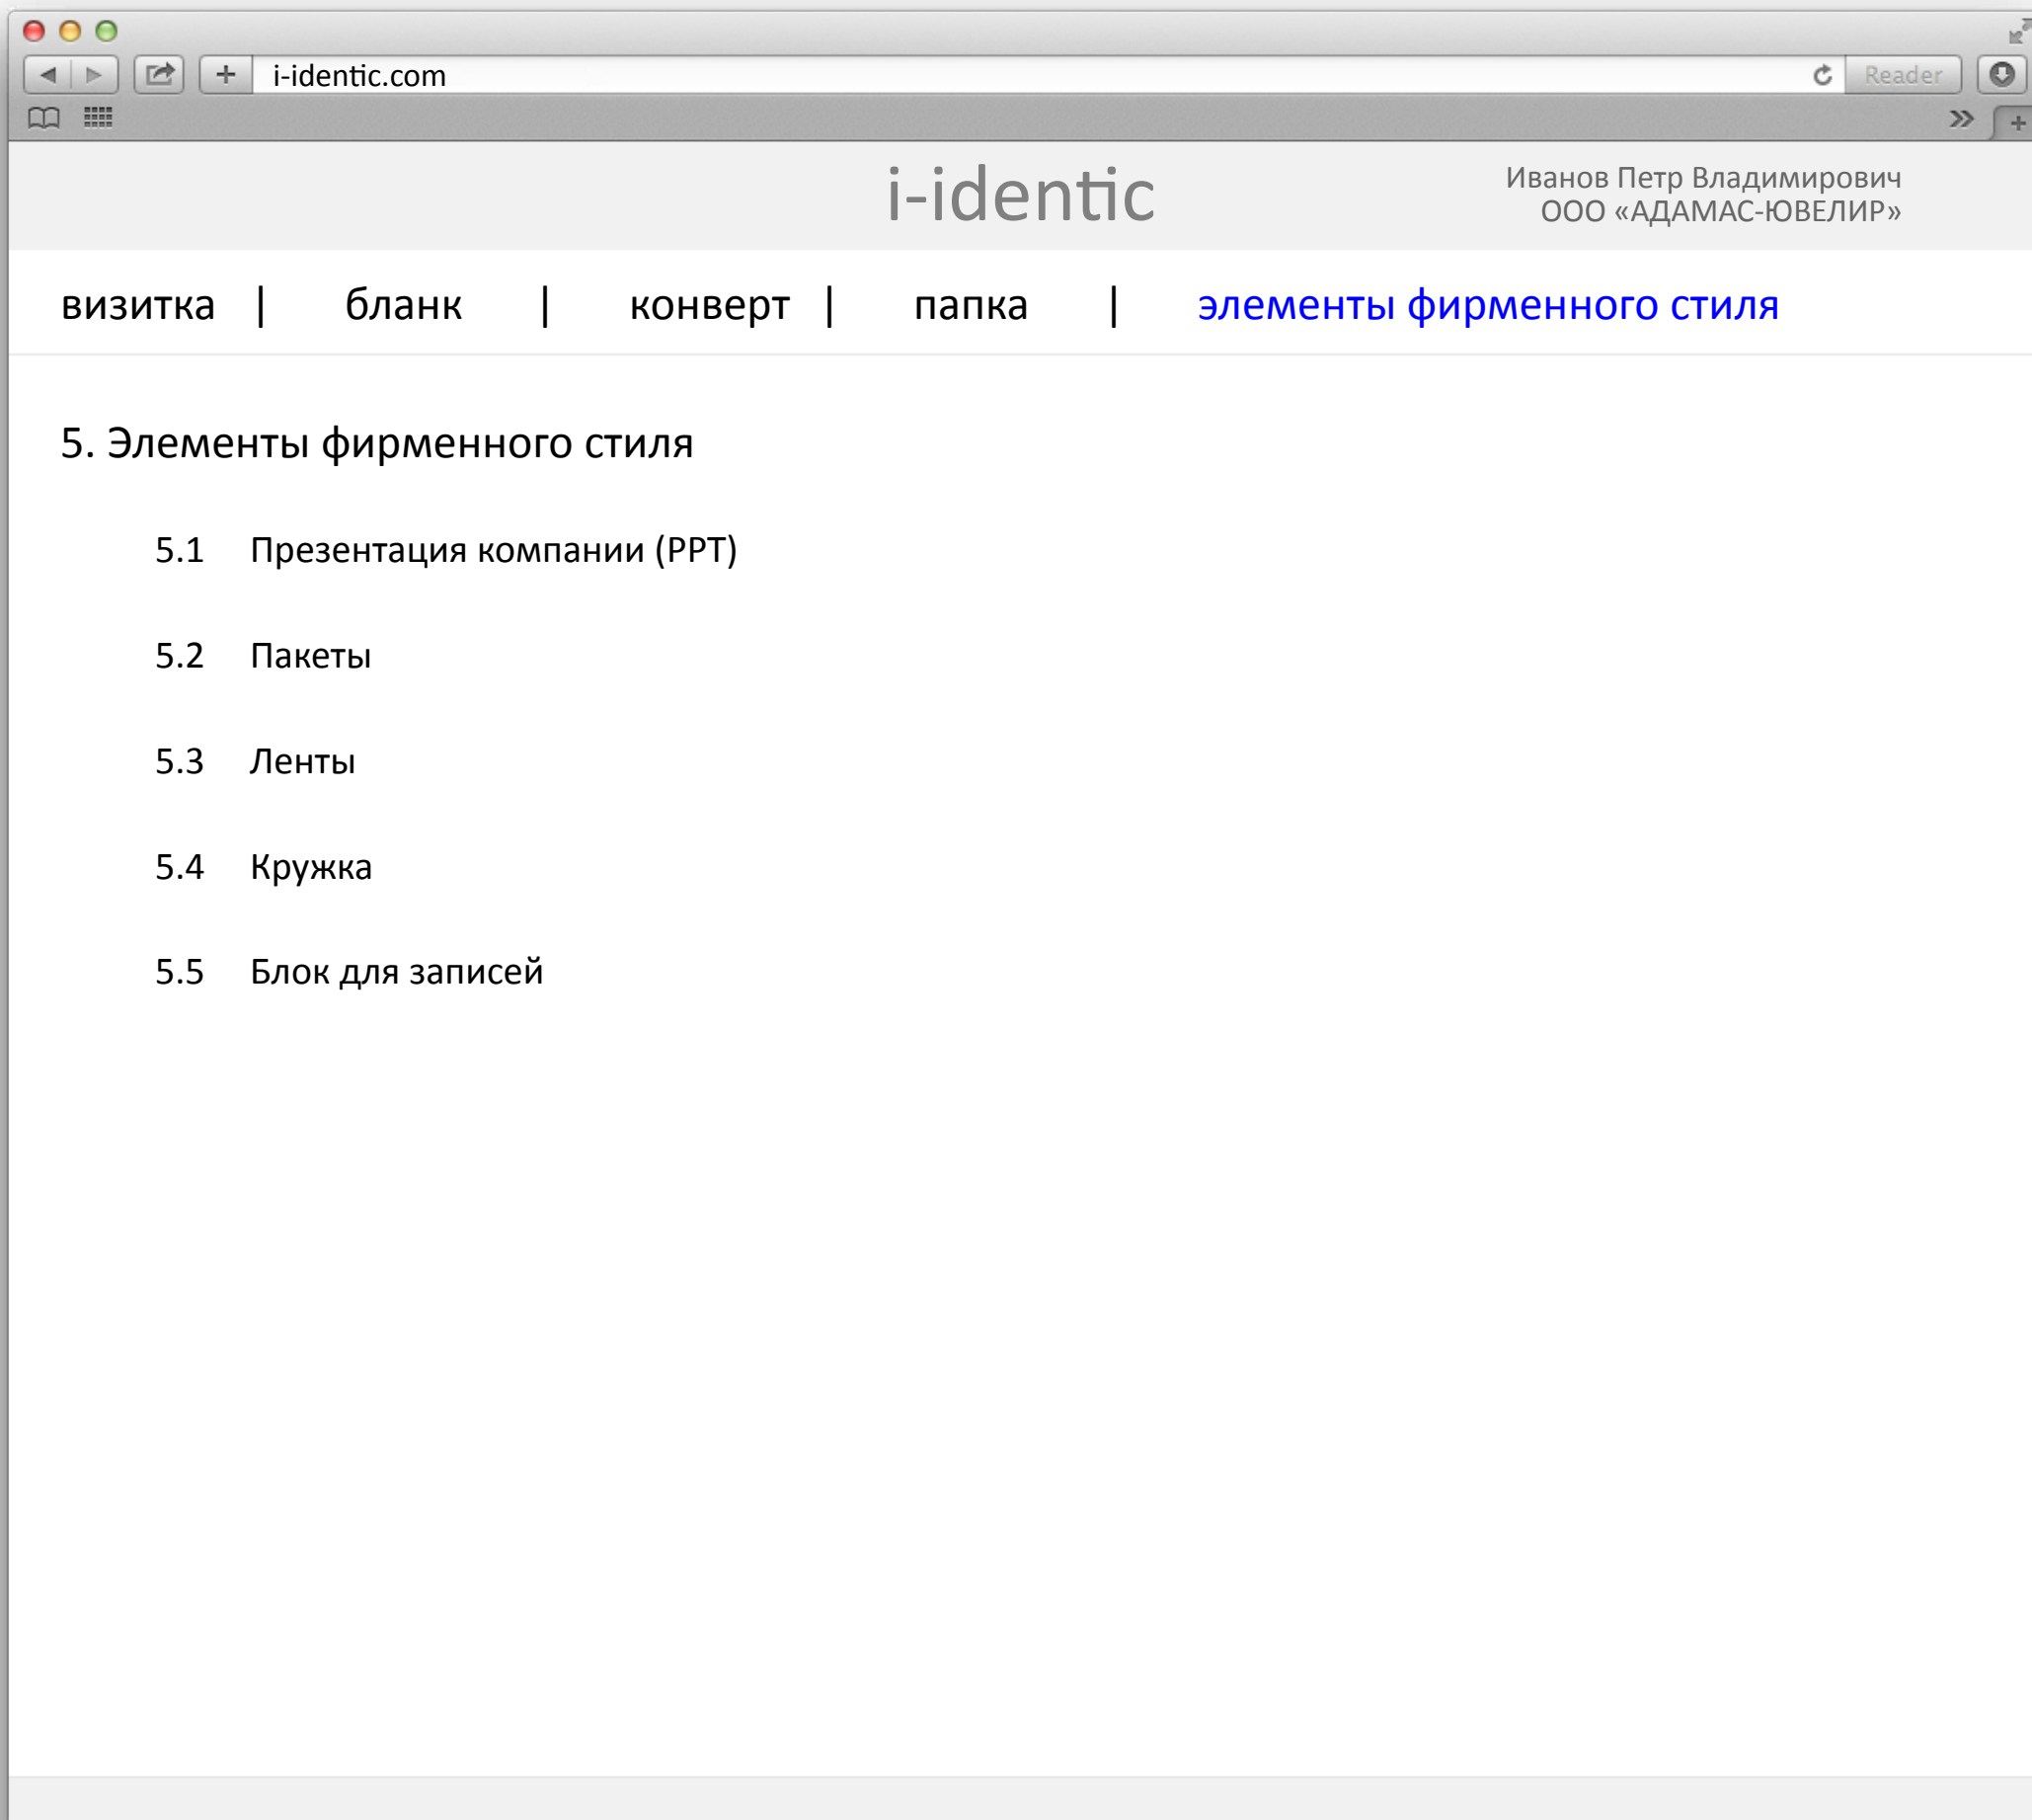 i-identic.com
Reader
i-identic
Иванов Петр Владимирович
ООО «АДАМАС-ЮВЕЛИР»
визитка | бланк | конверт | папка | элементы фирменного стиля
5. Элементы фирменного стиля
5.1 Презентация компании (PPT)
5.2 Пакеты
5.3 Ленты
5.4 Кружка
5.5 Блок для записей